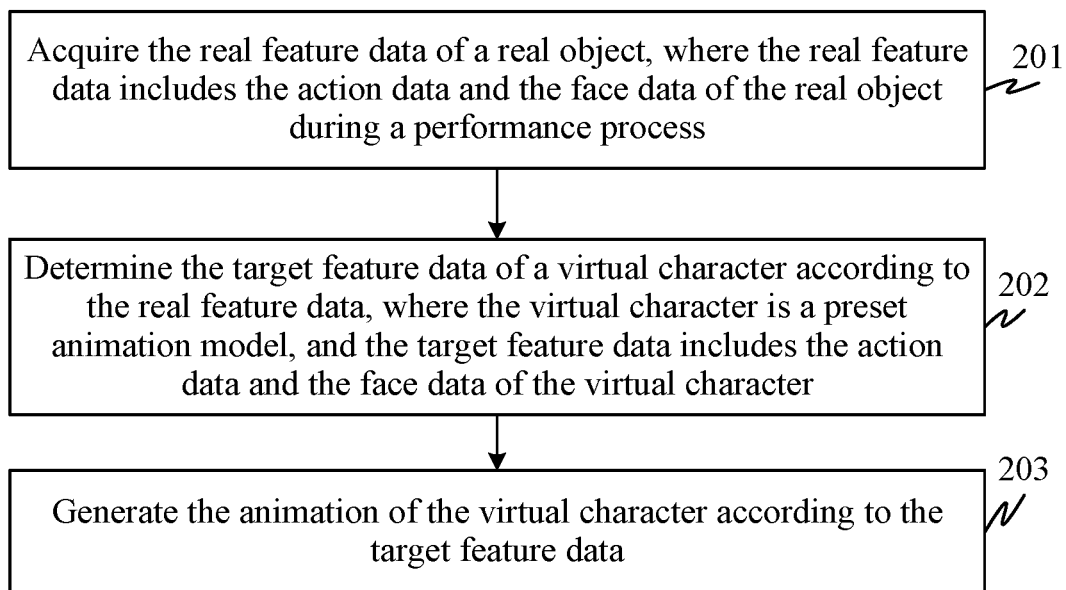 Acquire the real feature data of a real object, where the real feature
data includes the action data and the face data of the real object
during a performance process
201
Determine the target feature data of a virtual character according to
the real feature data, where the virtual character is a preset
animation model, and the target feature data includes the action
data and the face data of the virtual character
202
Generate the animation of the virtual character according to the
target feature data
203